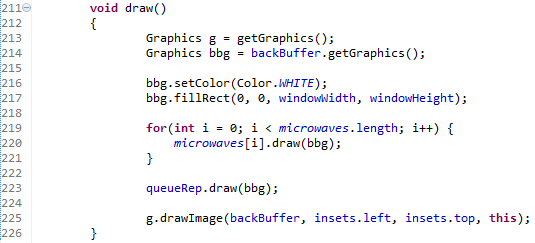 211 void draw()
212 {
213 Graphics g = getGraphics();
214 Graphics bbg = backBuffer.getGraphics();
215
216 bbg.setColor(Color.WHITE);
217 bbg.fillRect(0, 0, windowWidth, windowHeight);
218
219 for(int i = 0; i < microwaves.length; i++) {
220 microwaves[i].draw(bbg);
221 }
222
223 queueRep.draw(bbg);
224
225 g.drawImage(backBuffer, insets.left, insets.top, this);
226 }